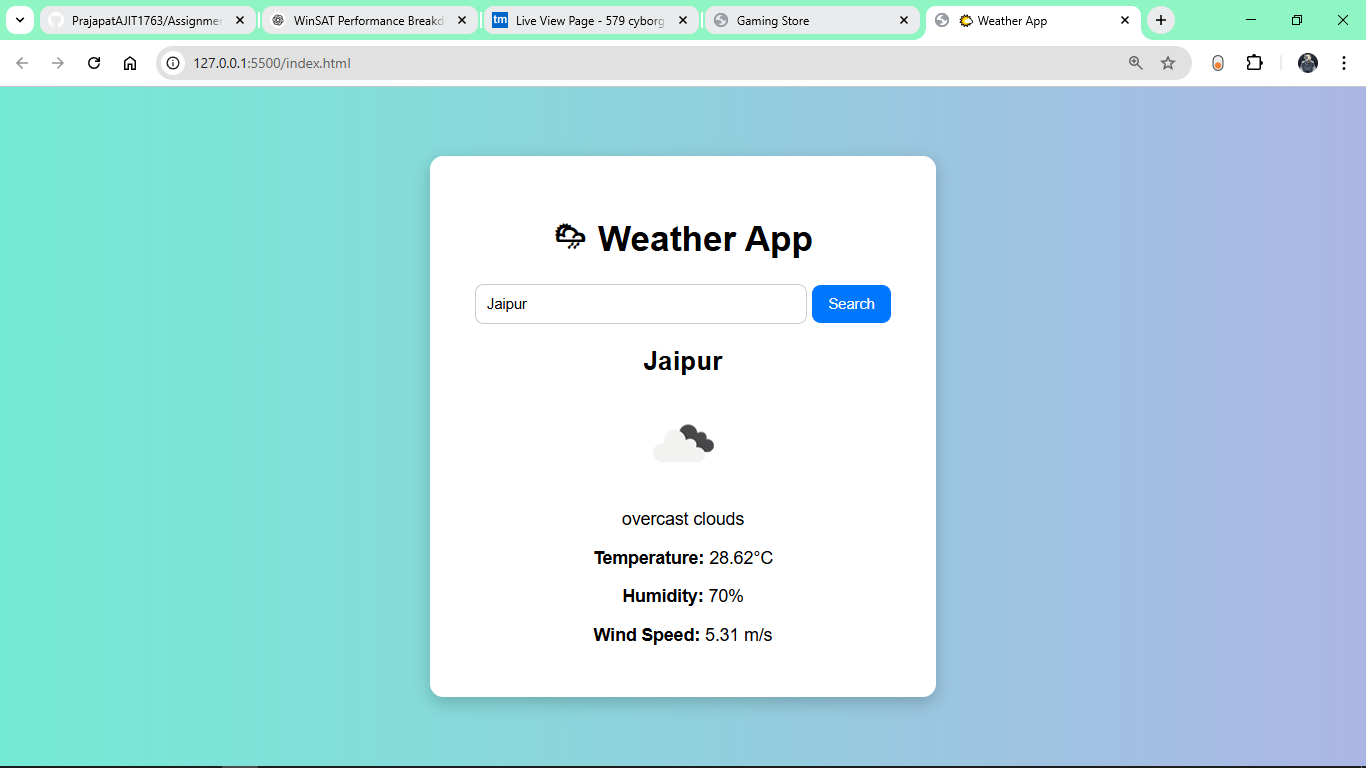 PrajapatAJIT1763/Assignmen
WinSAT Performance Breakd
tm Live View Page - 579 cyborg
Gaming Store
Weather App
127.0.0.1:5500/index.html
Weather App
Jaipur Search
Jaipur
overcast clouds
Temperature: 28.62°C
Humidity: 70%
Wind Speed: 5.31 m/s